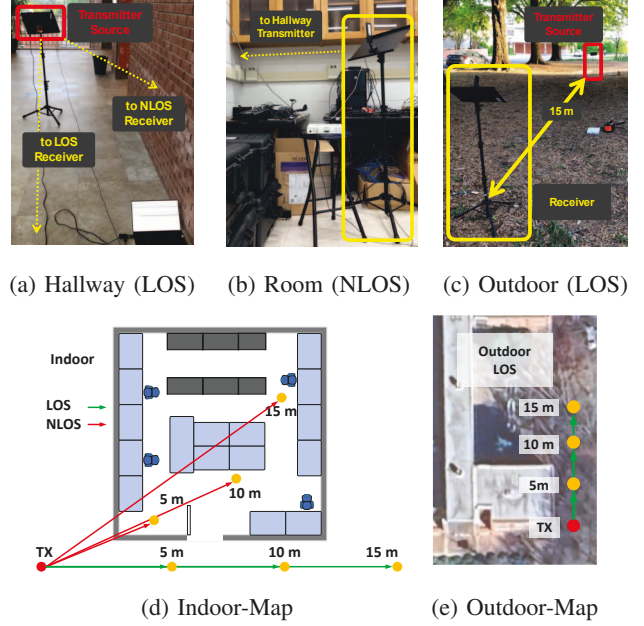 Transmitter
Source
to NLOS
Receiver
to LOS
Receiver
to Hallway
Transmitter
Transmitter
Source
15 m
Receiver
(a) Hallway (LOS)
(b) Room (NLOS)
(c) Outdoor (LOS)
Indoor
LOS
NLOS
15 m
10 m
5 m
TX
5 m
10 m
15 m
Outdoor
LOS
15 m
10 m
5m
TX
(d) Indoor-Map
(e) Outdoor-Map